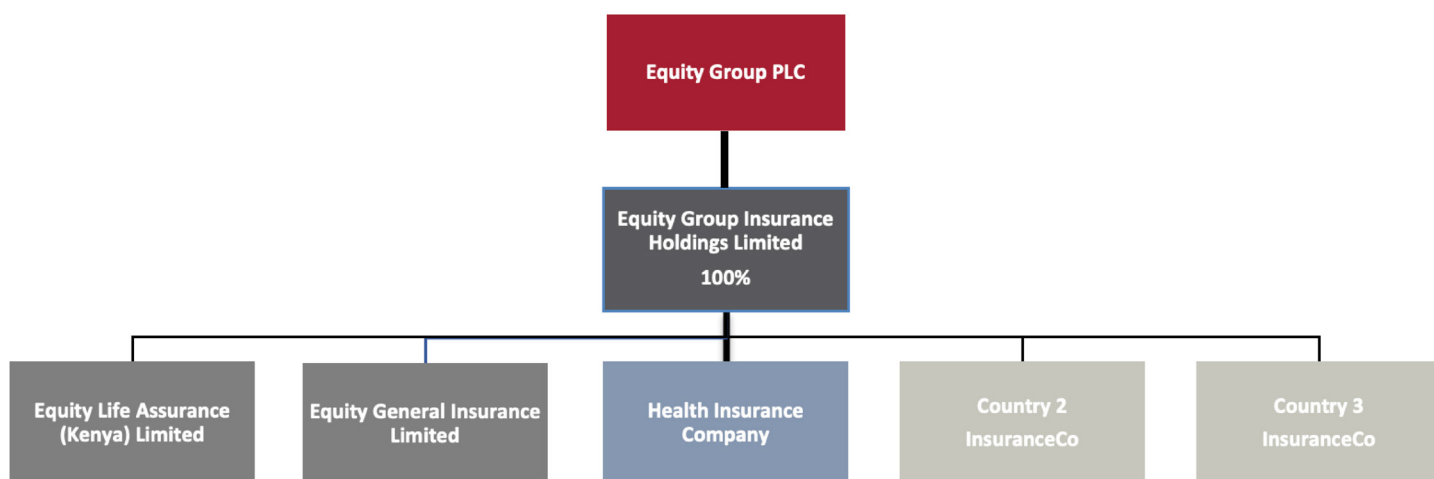 Equity Group PLC
Equity Group Insurance
Holdings Limited
100%
Equity Life Assurance
(Kenya) Limited
Equity General Insurance
Limited
Health Insurance
Company
Country 2
InsuranceCo
Country 3
InsuranceCo